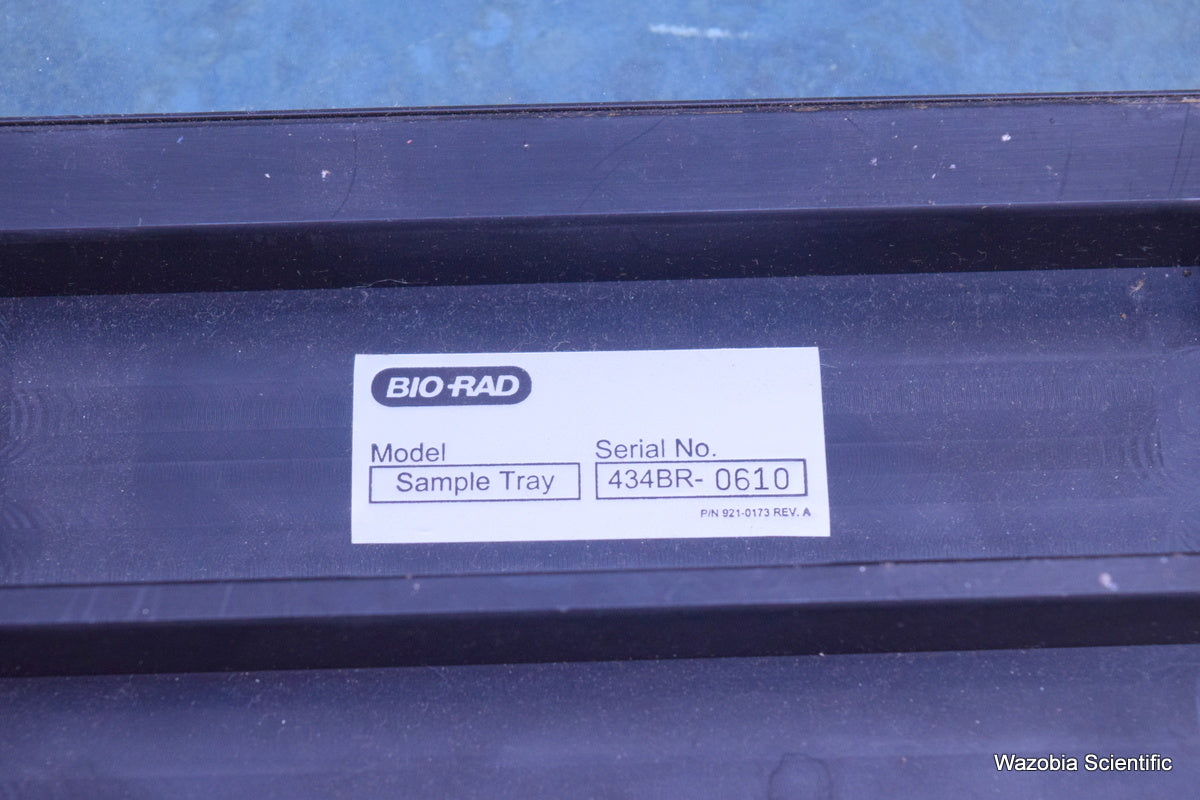 BIO-RAD
Model Serial No.
Sample Tray 434BR- 0610
P/N 921-0173 REV. A
Wazobia Scientific